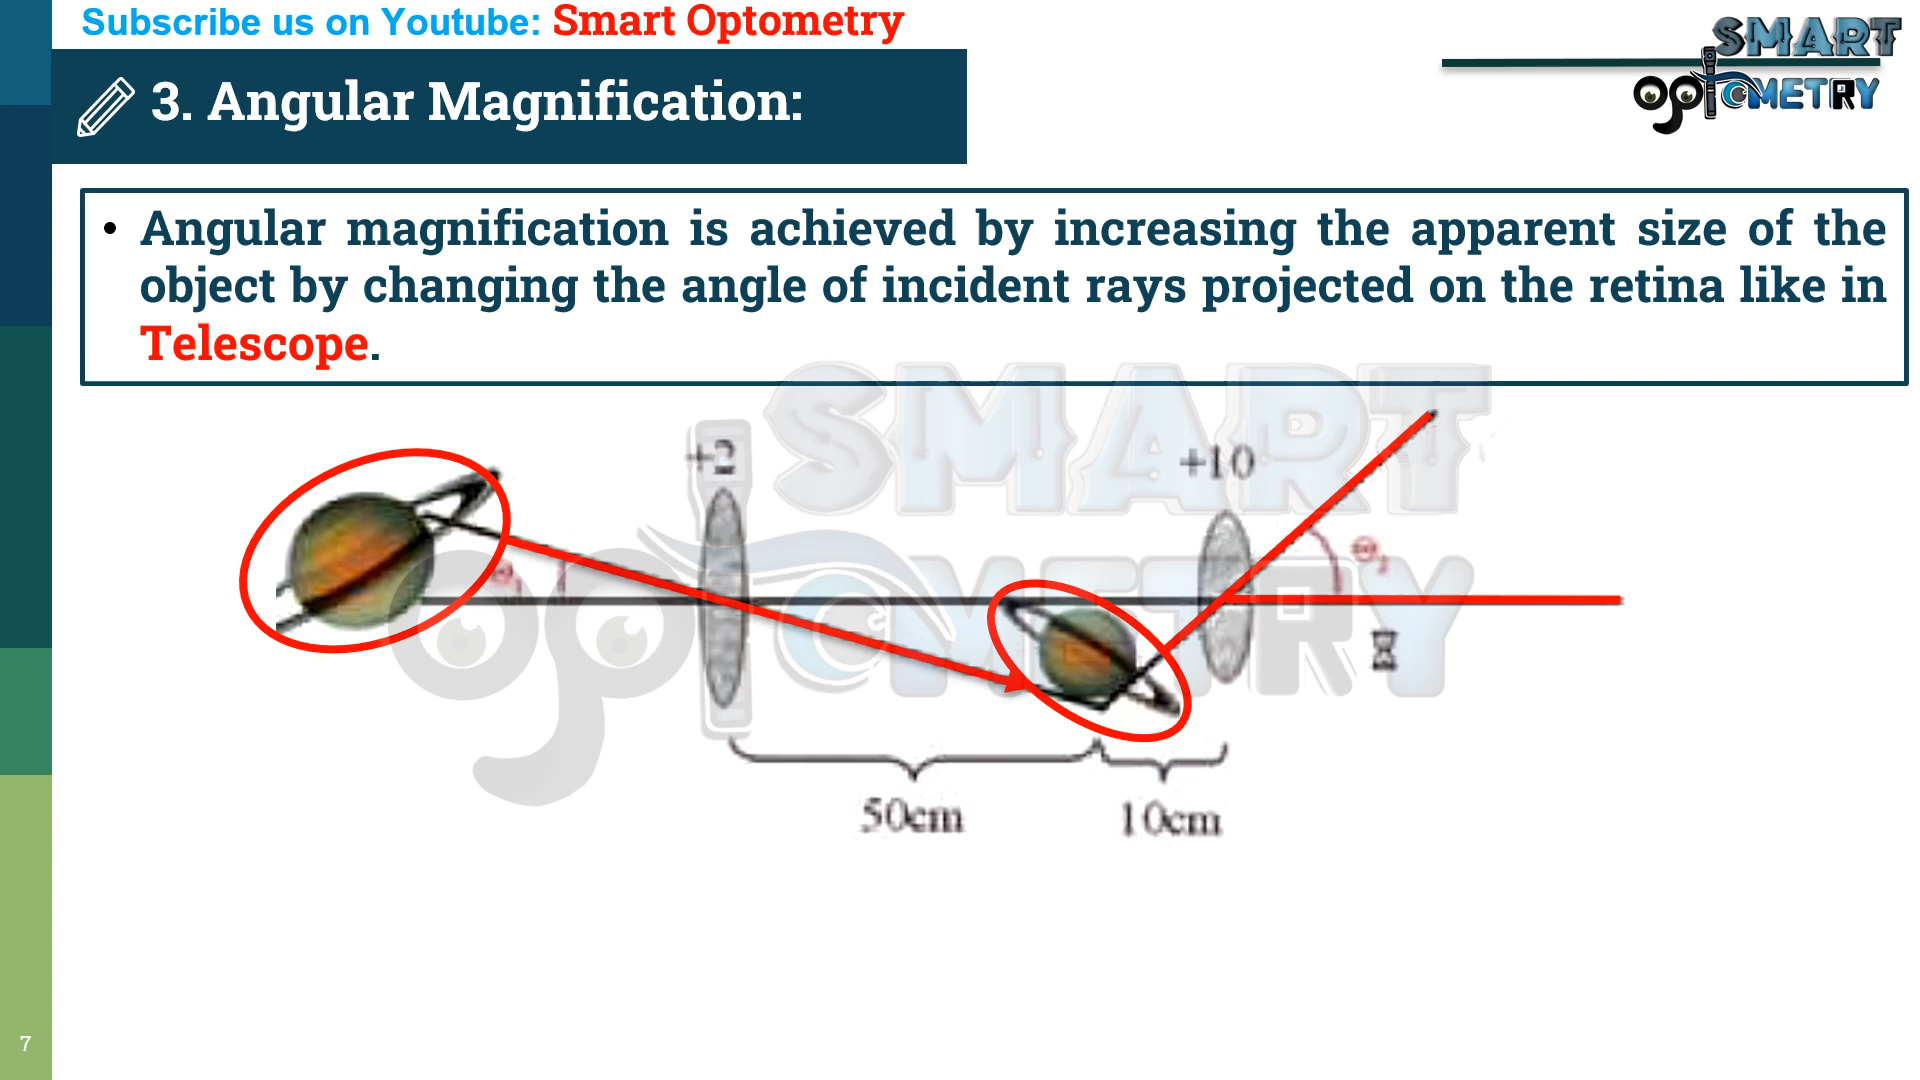 Subscribe us on Youtube: Smart Optometry
SMART
OPTOMETRY
3. Angular Magnification:
• Angular magnification is achieved by increasing the apparent size of the
object by changing the angle of incident rays projected on the retina like in
Telescope.
SMART
OPTOMETRY
+2
+10
50cm
10cm
7